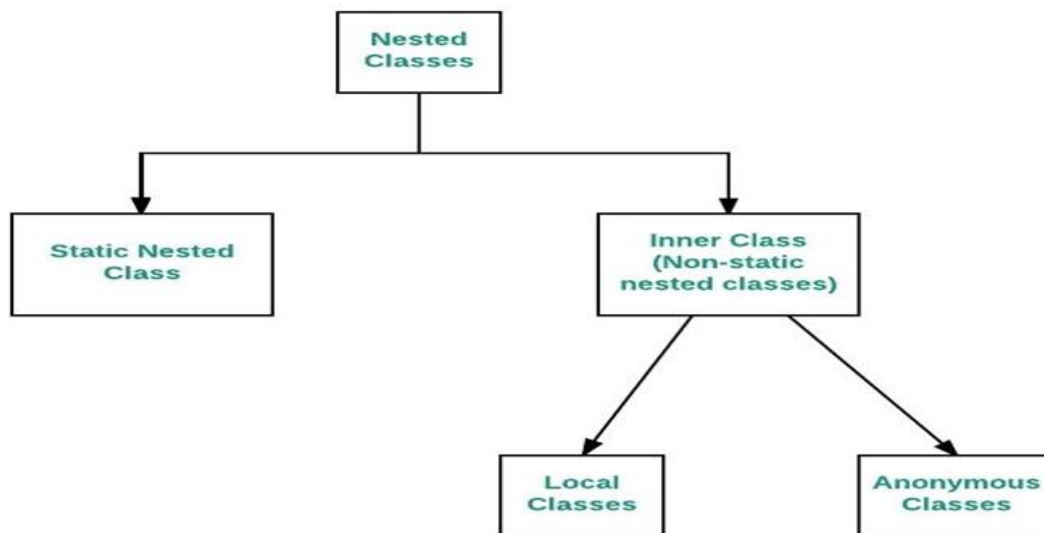 Nested
Classes
Static Nested
Class
Inner Class
(Non-static
nested classes)
Local
Classes
Anonymous
Classes